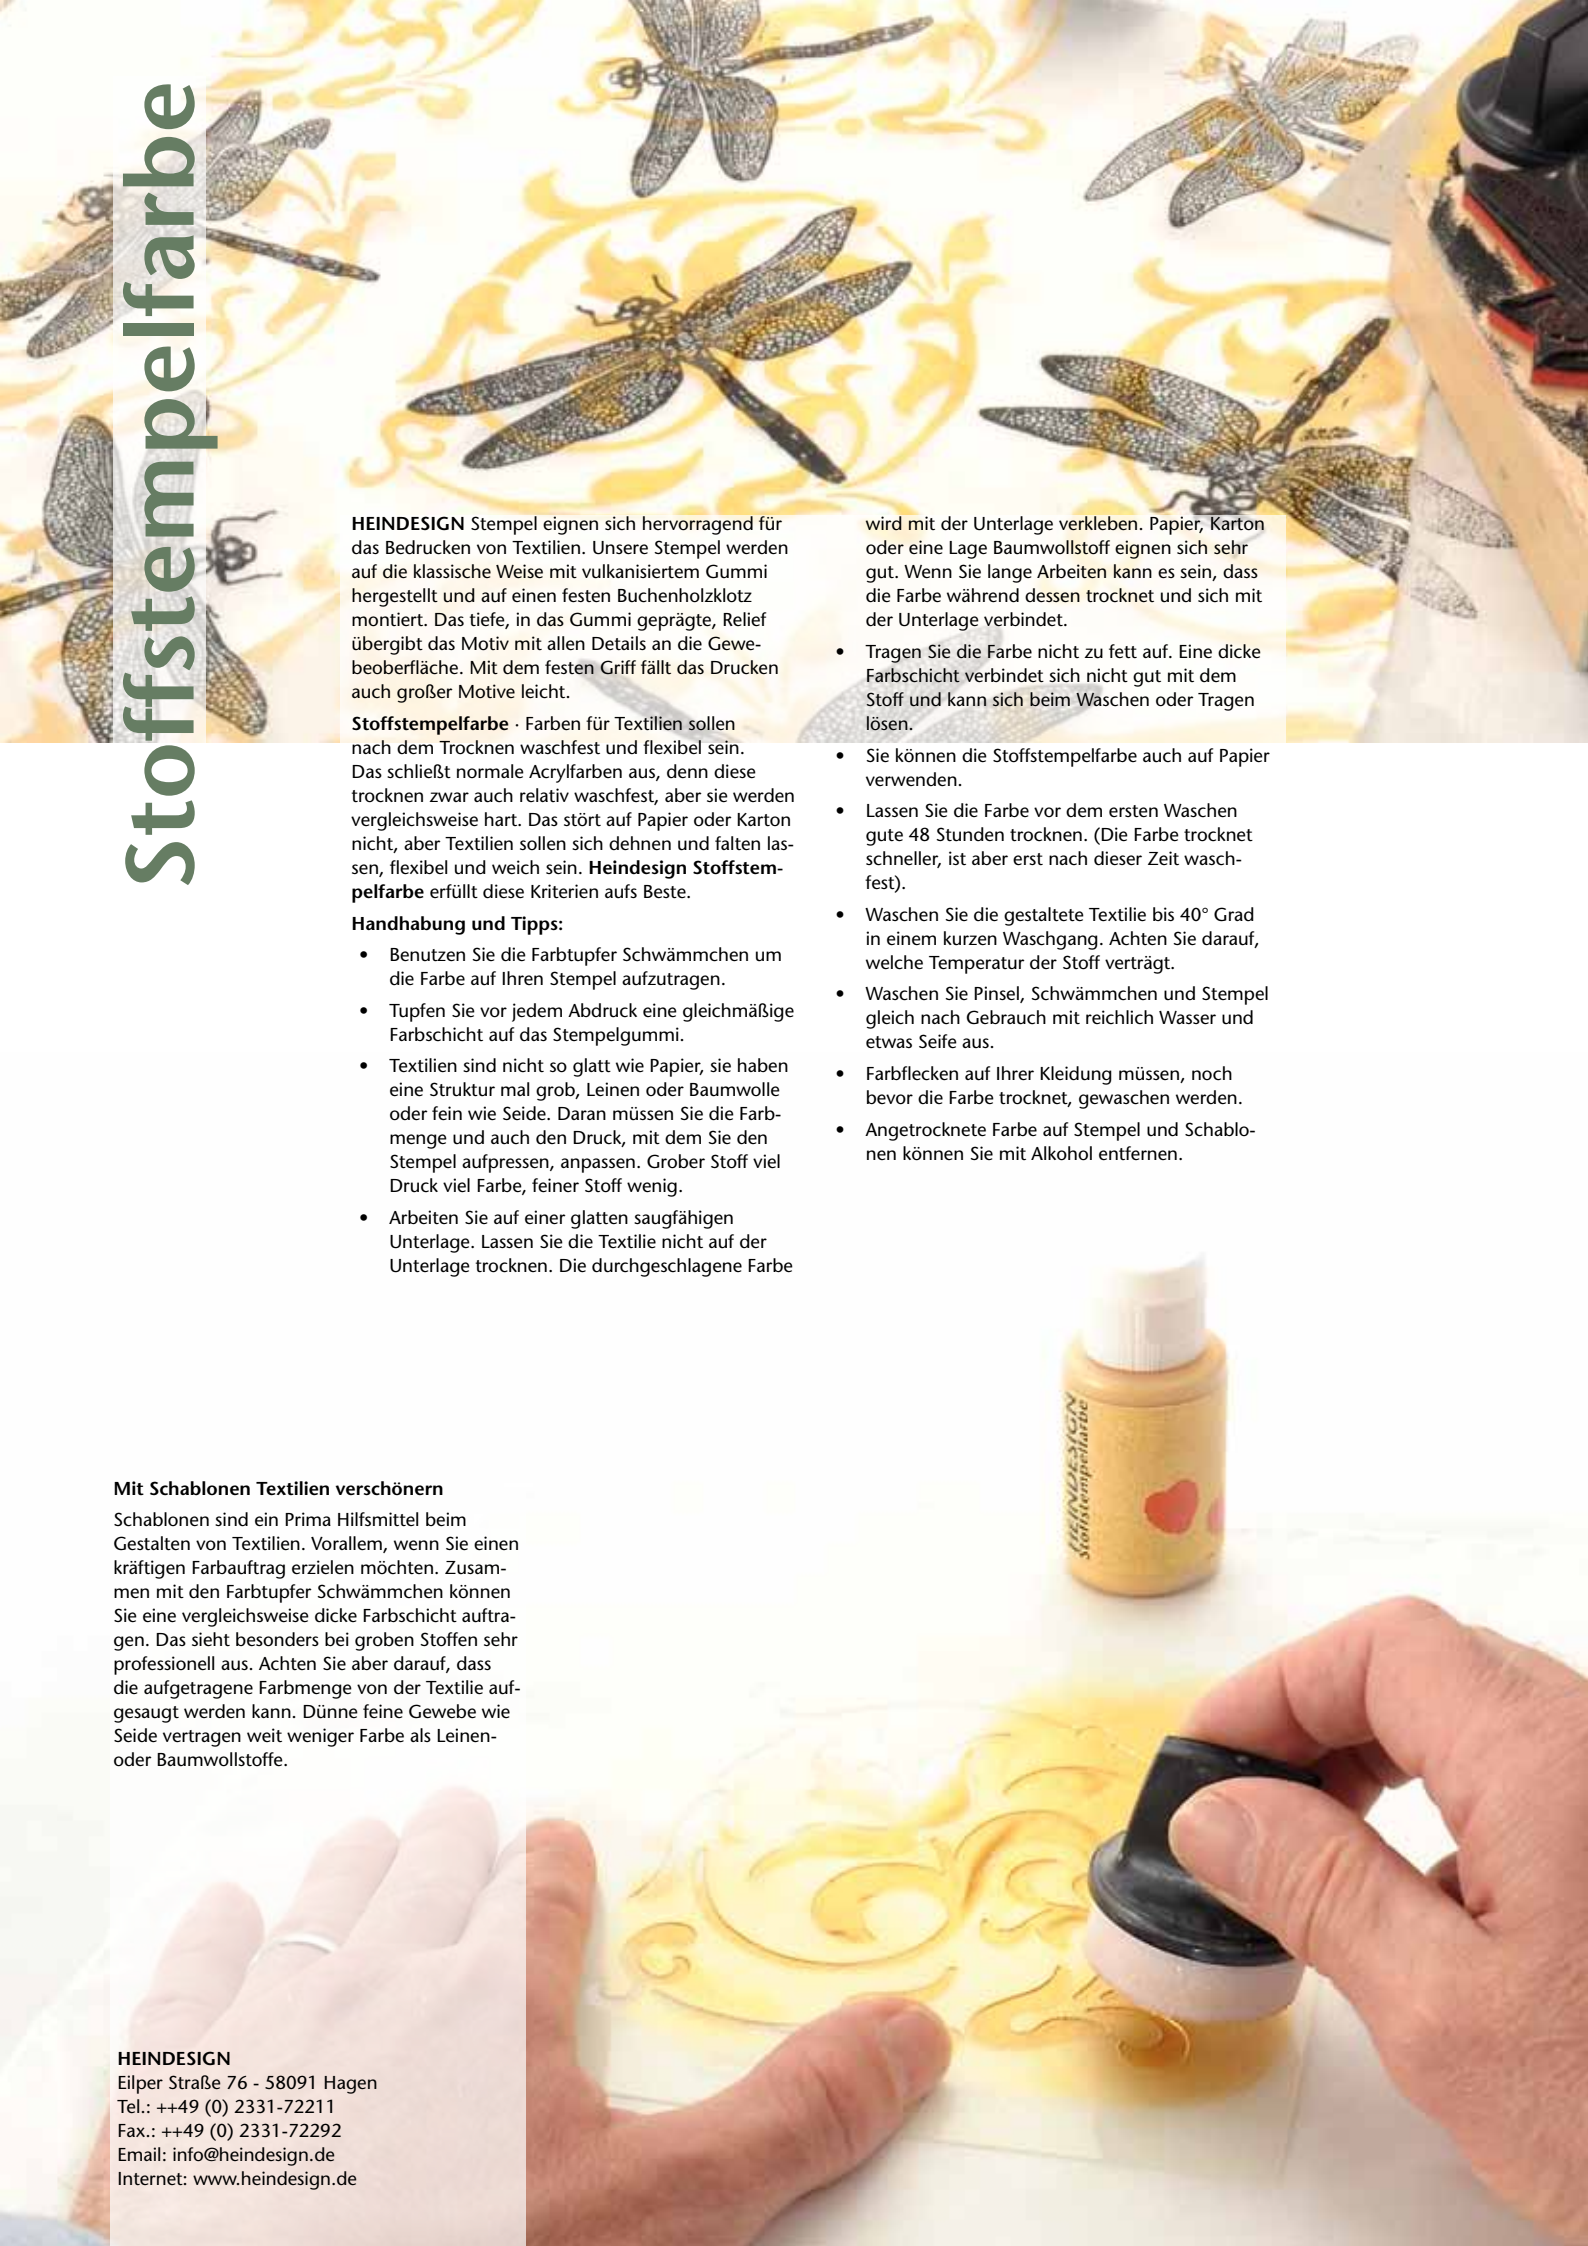 Stoffstempelfarbe
HEINDESIGN Stempel eignen sich hervorragend für
das Bedrucken von Textilien. Unsere Stempel werden
auf die klassische Weise mit vulkanisiertem Gummi
hergestellt und auf einen festen Buchenholzklotz
montiert. Das tiefe, in das Gummi geprägte, Relief
übergibt das Motiv mit allen Details an die Gewe-
beoberfläche. Mit dem festen Griff fällt das Drucken
auch großer Motive leicht.
Stoffstempelfarbe · Farben für Textilien sollen
nach dem Trocknen waschfest und flexibel sein.
Das schließt normale Acrylfarben aus, denn diese
trocknen zwar auch relativ waschfest, aber sie werden
vergleichsweise hart. Das stört auf Papier oder Karton
nicht, aber Textilien sollen sich dehnen und falten las-
sen, flexibel und weich sein. Heindesign Stoffstem-
pelfarbe erfüllt diese Kriterien aufs Beste.
Handhabung und Tipps:
• Benutzen Sie die Farbtupfer Schwämmchen um
die Farbe auf Ihren Stempel aufzutragen.
• Tupfen Sie vor jedem Abdruck eine gleichmäßige
Farbschicht auf das Stempelgummi.
• Textilien sind nicht so glatt wie Papier, sie haben
eine Struktur mal grob, Leinen oder Baumwolle
oder fein wie Seide. Daran müssen Sie die Farb-
menge und auch den Druck, mit dem Sie den
Stempel aufpressen, anpassen. Grober Stoff viel
Druck viel Farbe, feiner Stoff wenig.
• Arbeiten Sie auf einer glatten saugfähigen
Unterlage. Lassen Sie die Textilie nicht auf der
Unterlage trocknen. Die durchgeschlagene Farbe
wird mit der Unterlage verkleben. Papier, Karton
oder eine Lage Baumwollstoff eignen sich sehr
gut. Wenn Sie lange Arbeiten kann es sein, dass
die Farbe während dessen trocknet und sich mit
der Unterlage verbindet.
• Tragen Sie die Farbe nicht zu fett auf. Eine dicke
Farbschicht verbindet sich nicht gut mit dem
Stoff und kann sich beim Waschen oder Tragen
lösen.
• Sie können die Stoffstempelfarbe auch auf Papier
verwenden.
• Lassen Sie die Farbe vor dem ersten Waschen
gute 48 Stunden trocknen. (Die Farbe trocknet
schneller, ist aber erst nach dieser Zeit wasch-
fest).
• Waschen Sie die gestaltete Textilie bis 40° Grad
in einem kurzen Waschgang. Achten Sie darauf,
welche Temperatur der Stoff verträgt.
• Waschen Sie Pinsel, Schwämmchen und Stempel
gleich nach Gebrauch mit reichlich Wasser und
etwas Seife aus.
• Farbflecken auf Ihrer Kleidung müssen, noch
bevor die Farbe trocknet, gewaschen werden.
• Angetrocknete Farbe auf Stempel und Schablo-
nen können Sie mit Alkohol entfernen.
HEINDESIGN
Stoffstempelfarbe
Mit Schablonen Textilien verschönern
Schablonen sind ein Prima Hilfsmittel beim
Gestalten von Textilien. Vorallem, wenn Sie einen
kräftigen Farbauftrag erzielen möchten. Zusam-
men mit den Farbtupfer Schwämmchen können
Sie eine vergleichsweise dicke Farbschicht auftra-
gen. Das sieht besonders bei groben Stoffen sehr
professionell aus. Achten Sie aber darauf, dass
die aufgetragene Farbmenge von der Textilie auf-
gesaugt werden kann. Dünne feine Gewebe wie
Seide vertragen weit weniger Farbe als Leinen-
oder Baumwollstoffe.
HEINDESIGN
Eilper Straße 76 - 58091 Hagen
Tel.: ++49 (0) 2331-72211
Fax.: ++49 (0) 2331-72292
Email: info@heindesign.de
Internet: www.heindesign.de